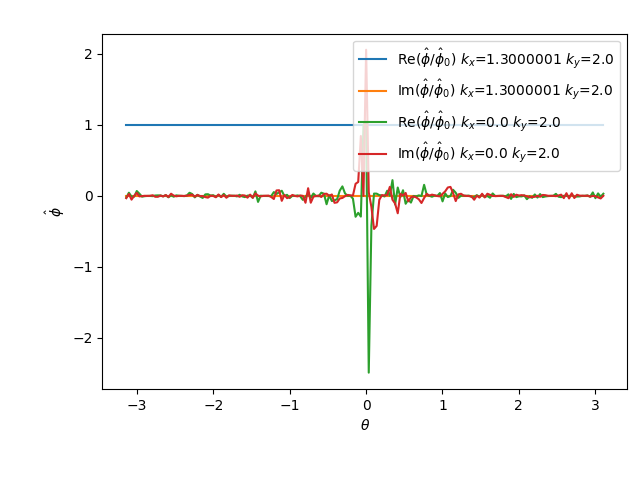 2
1
0
−1
−2
ϕ̂
Re(ϕ̂/ϕ̂₀) kₓ=1.3000001 k_y=2.0
Im(ϕ̂/ϕ̂₀) kₓ=1.3000001 k_y=2.0
Re(ϕ̂/ϕ̂₀) kₓ=0.0 k_y=2.0
Im(ϕ̂/ϕ̂₀) kₓ=0.0 k_y=2.0
−3 −2 −1 0 1 2 3
θ